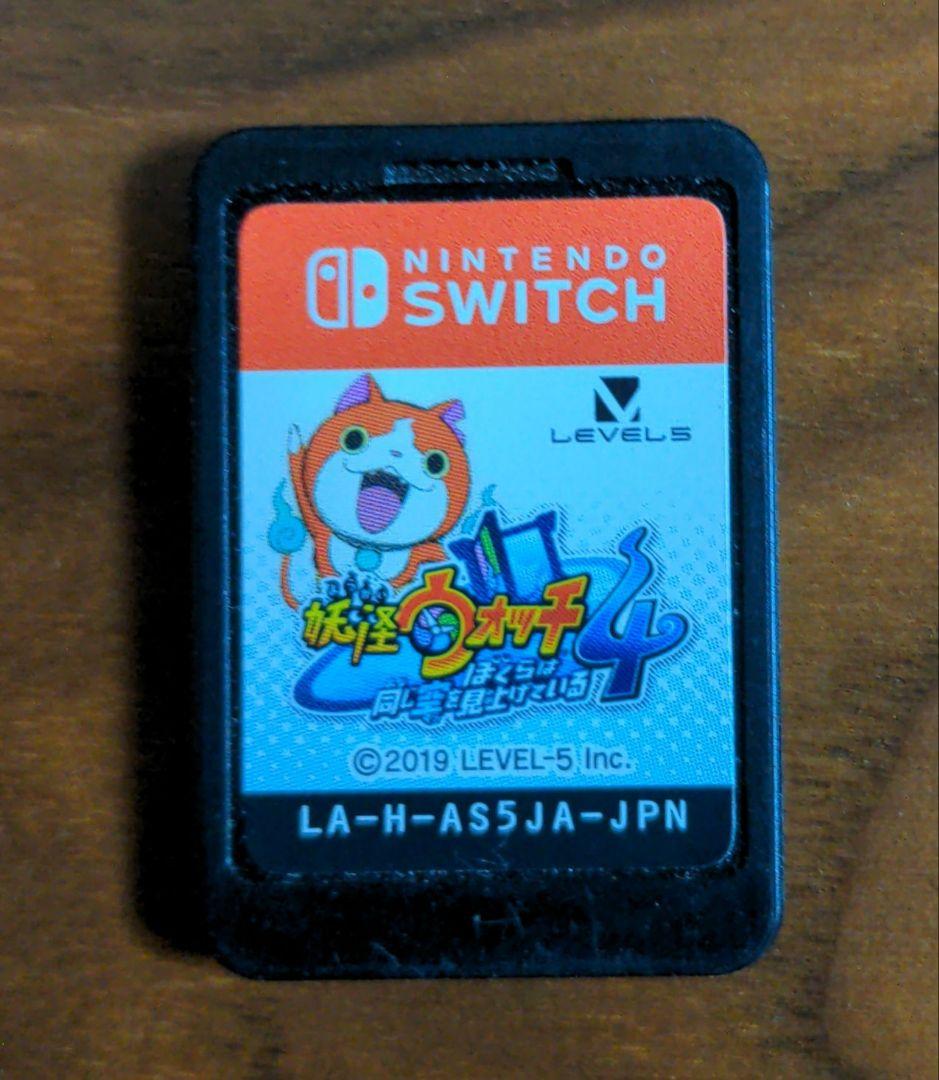 NINTENDO
SWITCH
LEVEL5
妖怪ウォッチ4
ぼくらは
同じ空を見上げている
©2019 LEVEL-5 Inc.
LA-H-AS5JA-JPN